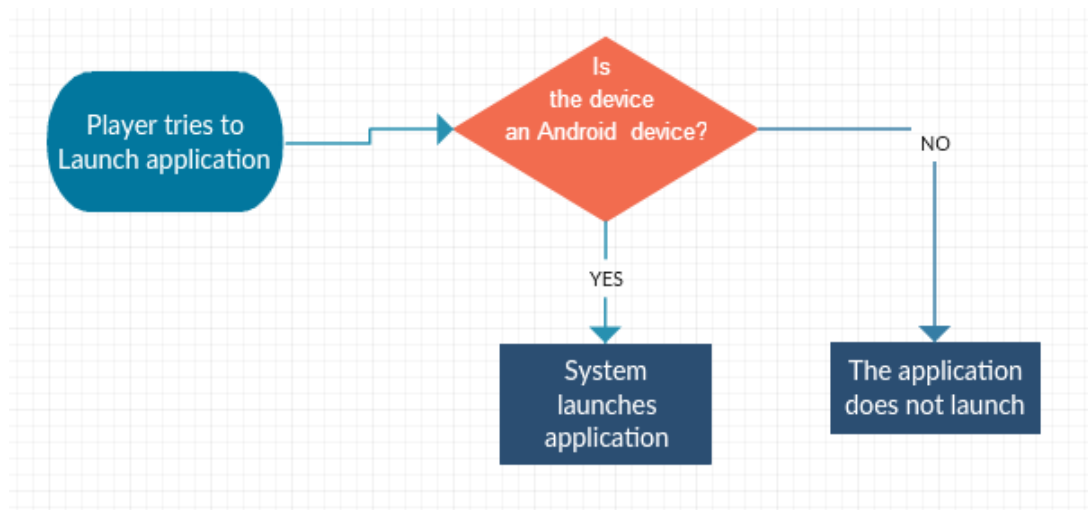 Player tries to
Launch application
Is
the device
an Android device?
NO
YES
System
launches
application
The application
does not launch